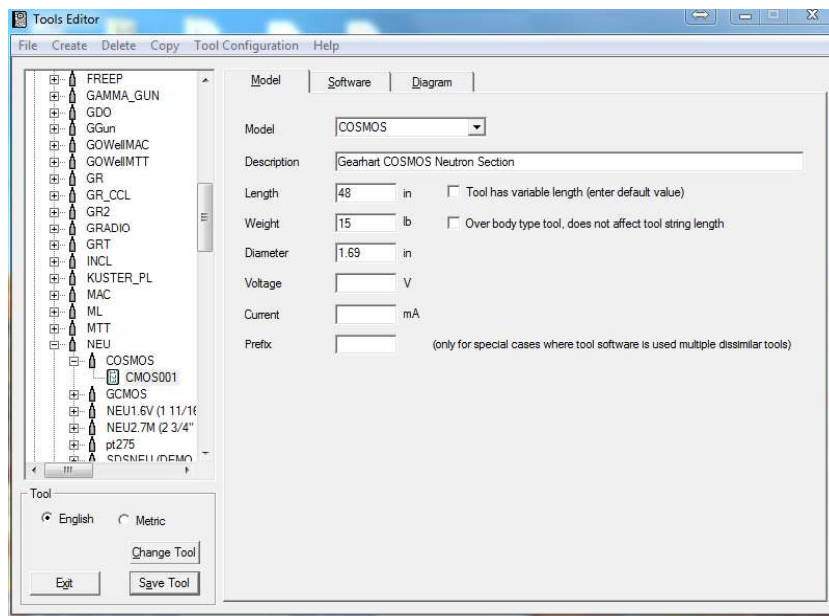 Tools Editor
File Create Delete Copy Tool Configuration Help
FREEP
GAMMA_GUN
GDO
GGun
GOWellMAC
GOWellMTT
GR
GR_CCL
GR2
GRADIO
GRT
INCL
KUSTER_PL
MAC
ML
MTT
NEU
COSMOS
CMOS001
GCMOS
NEU1.6V (1 11/16
NEU2.7M (2 3/4"
pt275
SDSNEU (DEMO
Tool
English Metric
Change Tool
Exit Save Tool
Model Software Diagram
Model COSMOS
Description Gearhart COSMOS Neutron Section
Length 48 in Tool has variable length (enter default value)
Weight 15 lb Over body type tool, does not affect tool string length
Diameter 1.69 in
Voltage V
Current mA
Prefix (only for special cases where tool software is used multiple dissimilar tools)